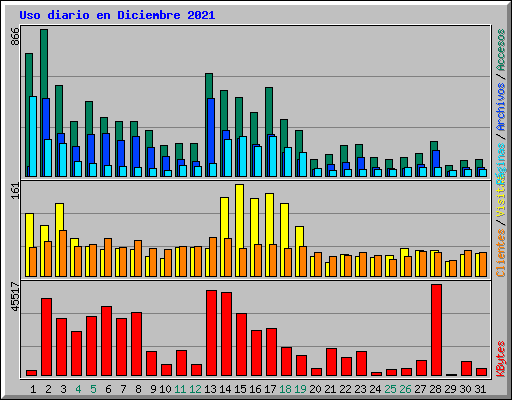 Uso diario en Diciembre 2021
866
161
45517
Clientes / Visitas
Páginas / Archivos / Accesos
KBytes
1 2 3 4 5 6 7 8 9 10 11 12 13 14 15 16 17 18 19 20 21 22 23 24 25 26 27 28 29 30 31